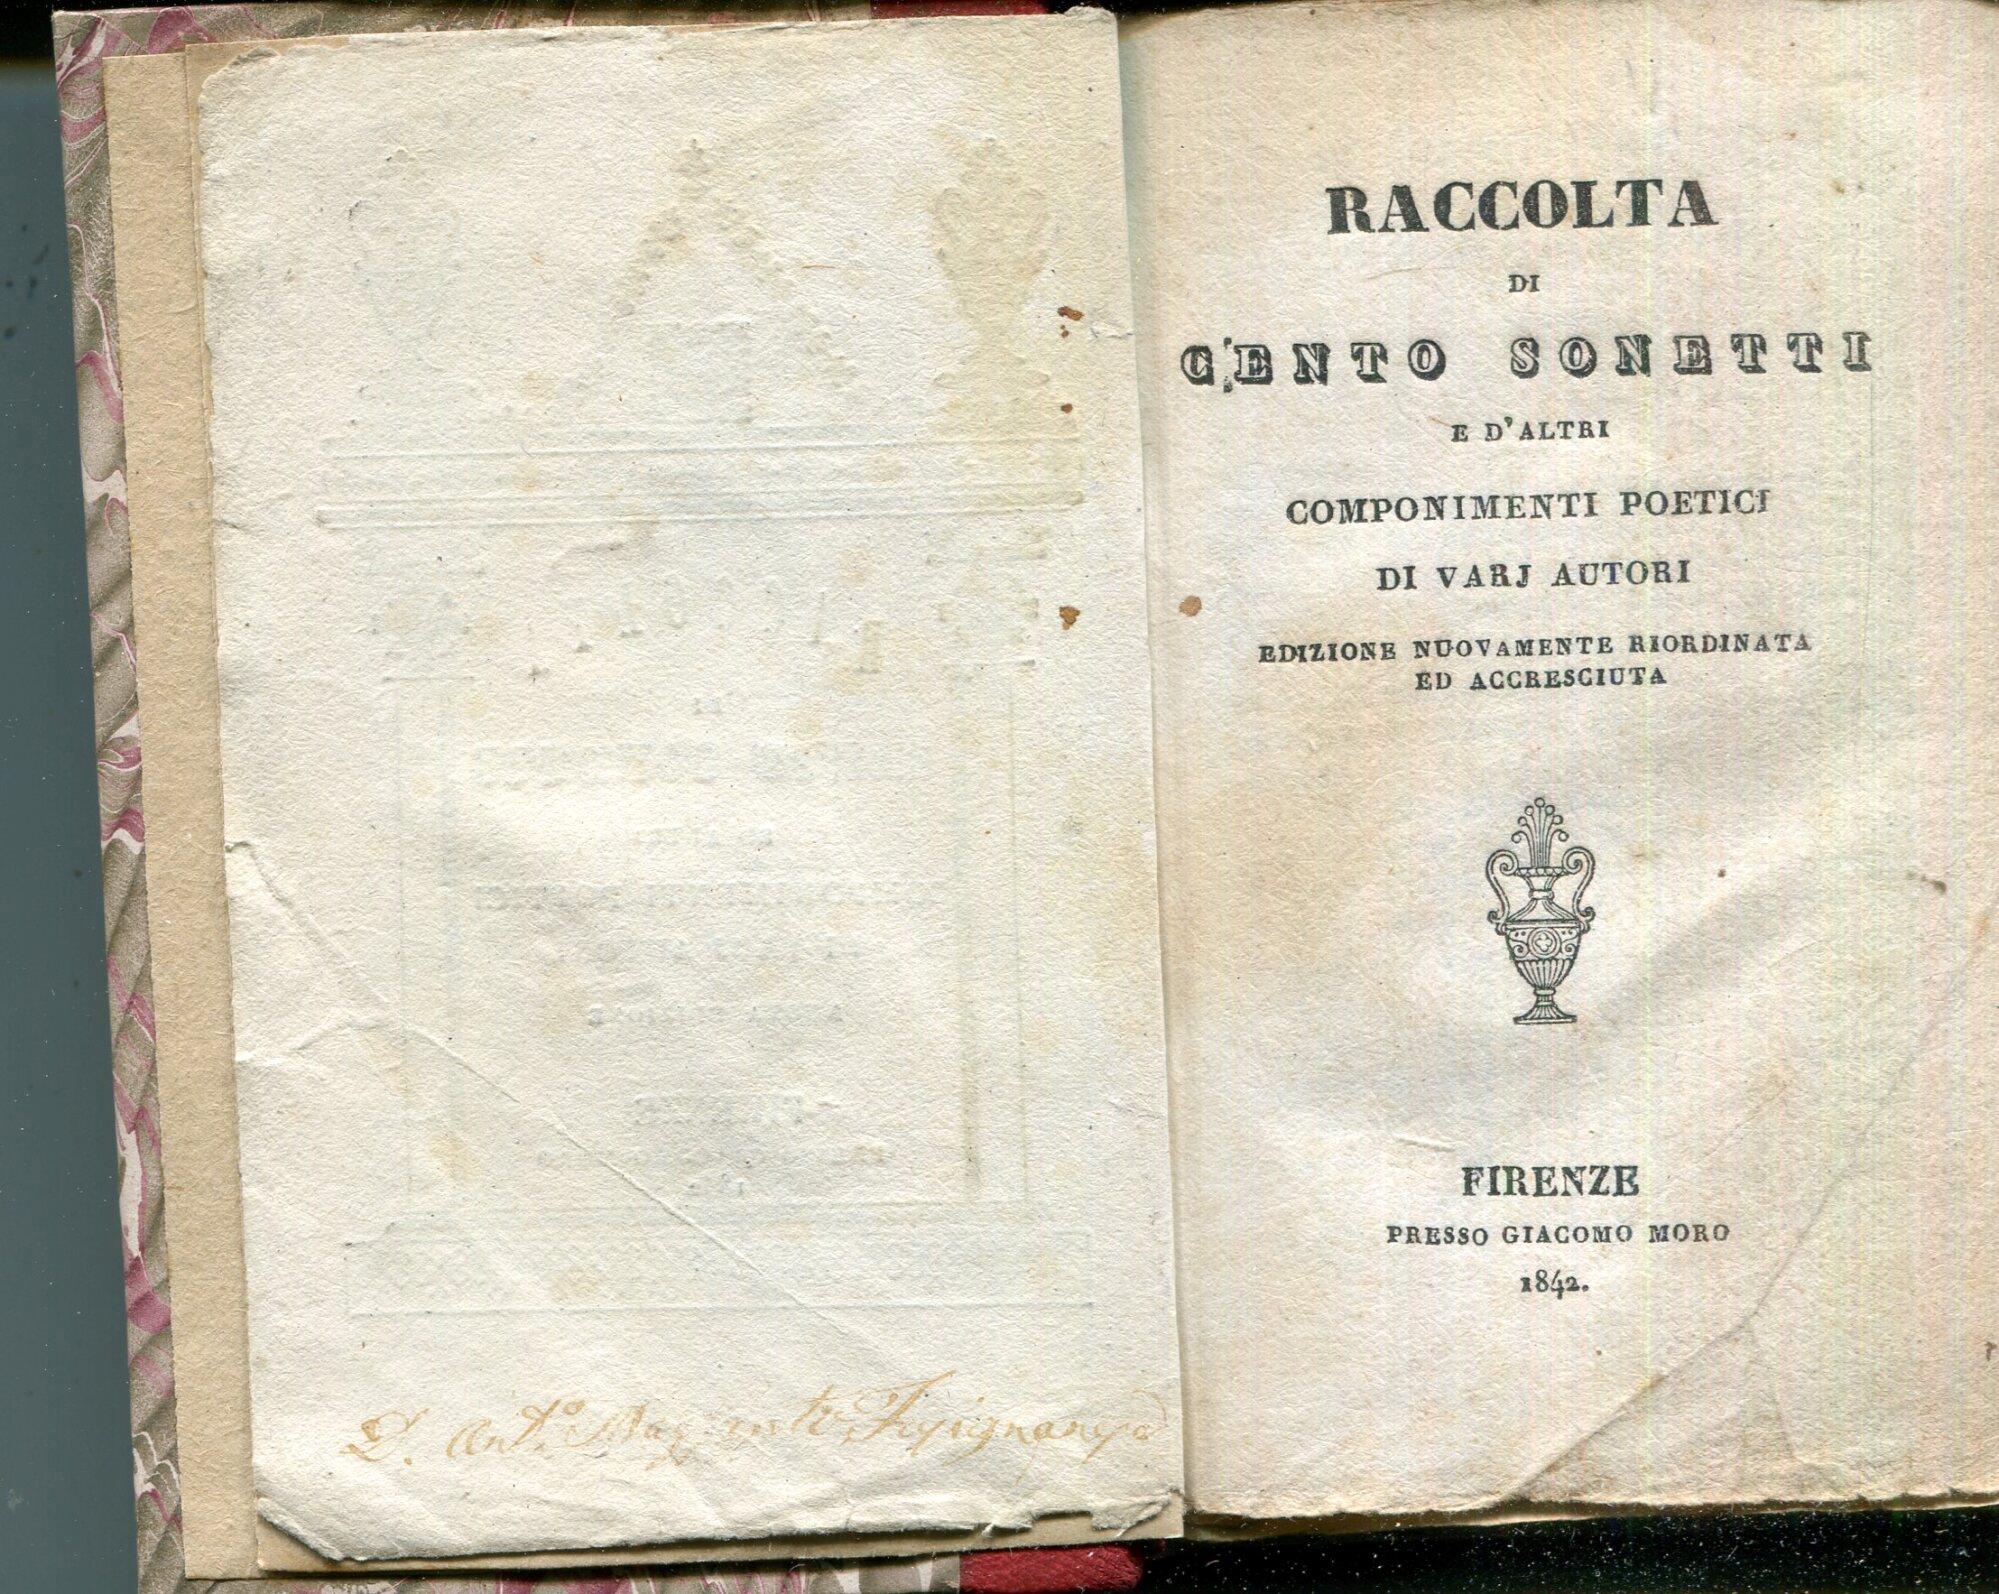 D. Ant.º
RACCOLTA
DI
CENTO SONETTI
E D'ALTRI
COMPONIMENTI POETICI
DI VARJ AUTORI
EDIZIONE NUOVAMENTE RIORDINATA
ED ACCRESCIUTA
FIRENZE
PRESSO GIACOMO MORO
1842.